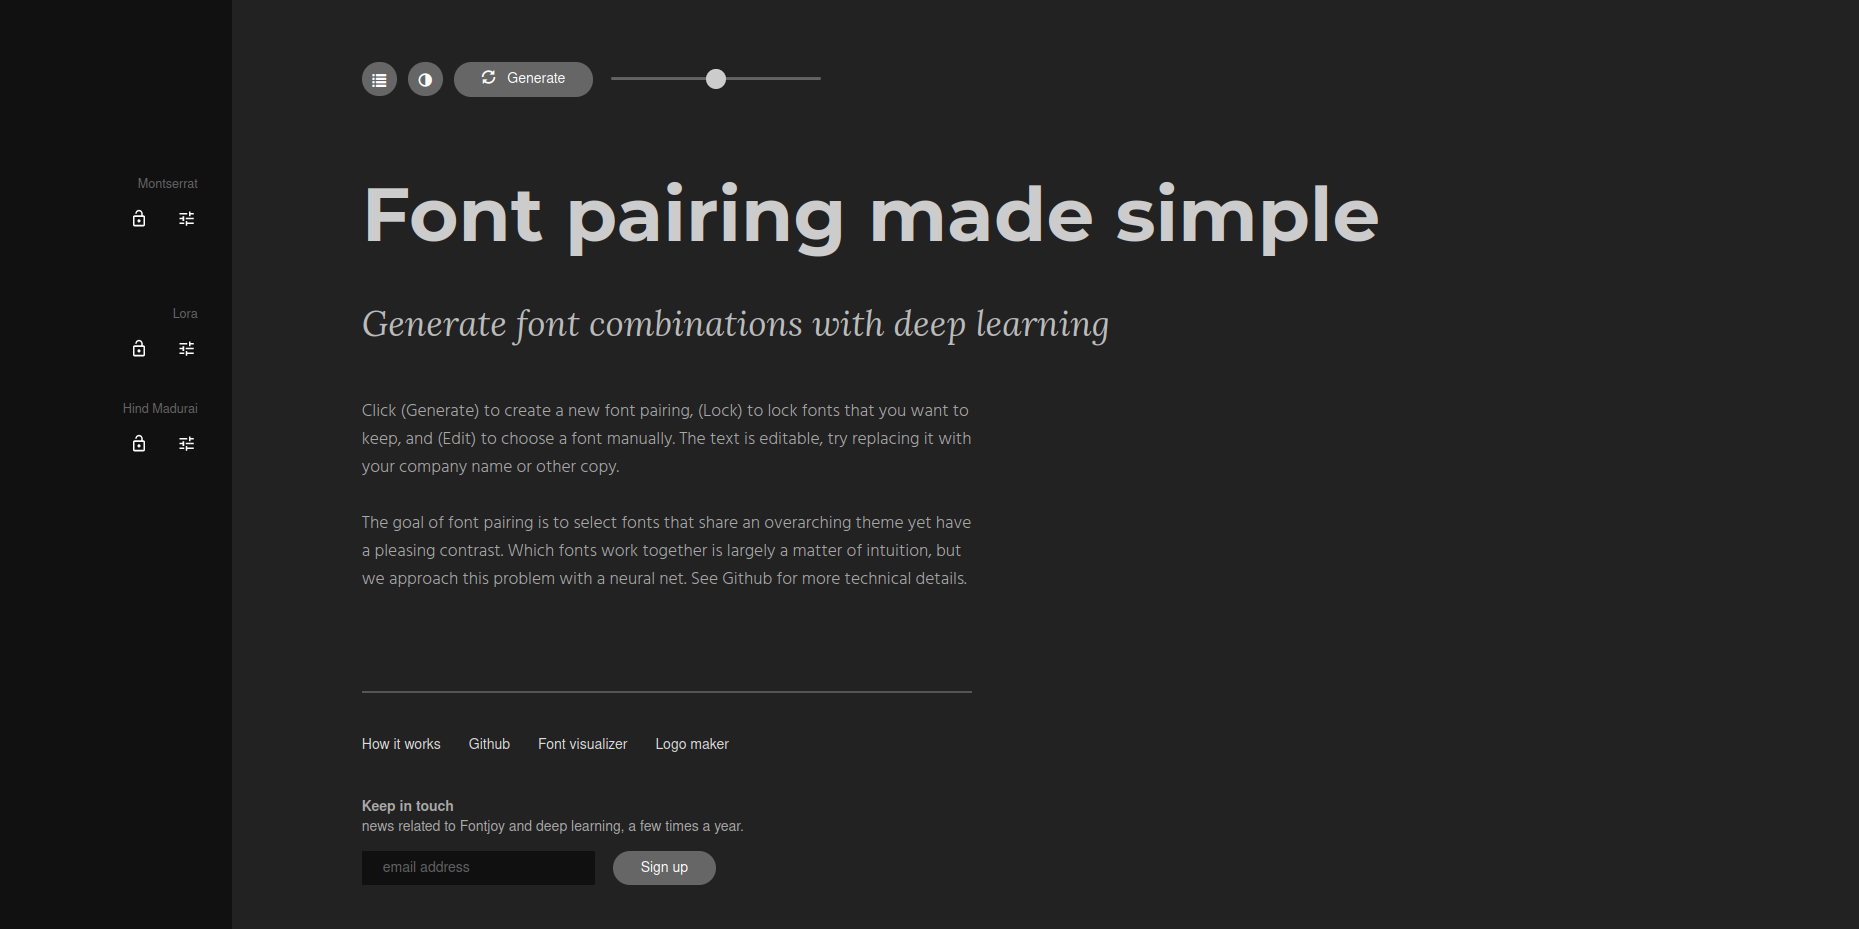 Generate
Montserrat
Font pairing made simple
Lora
Generate font combinations with deep learning
Hind Madurai
Click (Generate) to create a new font pairing, (Lock) to lock fonts that you want to
keep, and (Edit) to choose a font manually. The text is editable, try replacing it with
your company name or other copy.
The goal of font pairing is to select fonts that share an overarching theme yet have
a pleasing contrast. Which fonts work together is largely a matter of intuition, but
we approach this problem with a neural net. See Github for more technical details.
How it works Github Font visualizer Logo maker
Keep in touch
news related to Fontjoy and deep learning, a few times a year.
email address Sign up